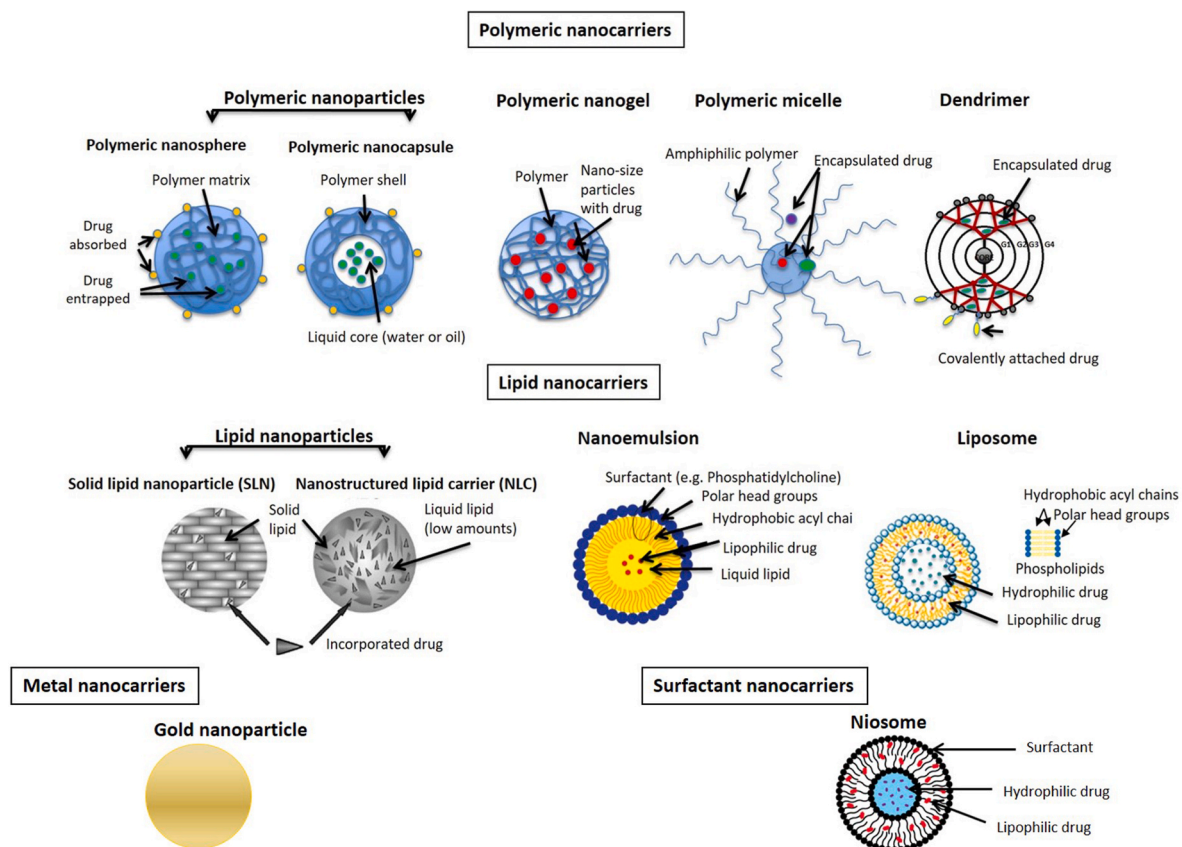 Polymeric nanocarriers
Polymeric nanoparticles
Polymeric nanosphere
Polymer matrix
Drug
absorbed
Drug
entrapped
Polymeric nanocapsule
Polymer shell
Liquid core (water or oil)
Polymeric nanogel
Polymer
Nano-size
particles
with drug
Polymeric micelle
Amphiphilic polymer
Encapsulated drug
Dendrimer
Encapsulated drug
G1 G2 G3 G4
CORE
Covalently attached drug
Lipid nanocarriers
Lipid nanoparticles
Solid lipid nanoparticle (SLN)
Nanostructured lipid carrier (NLC)
Solid
lipid
Liquid lipid
(low amounts)
Incorporated drug
Nanoemulsion
Surfactant (e.g. Phosphatidylcholine)
Polar head groups
Hydrophobic acyl chai
Lipophilic drug
Liquid lipid
Liposome
Hydrophobic acyl chains
Polar head groups
Phospholipids
Hydrophilic drug
Lipophilic drug
Metal nanocarriers
Gold nanoparticle
Surfactant nanocarriers
Niosome
Surfactant
Hydrophilic drug
Lipophilic drug